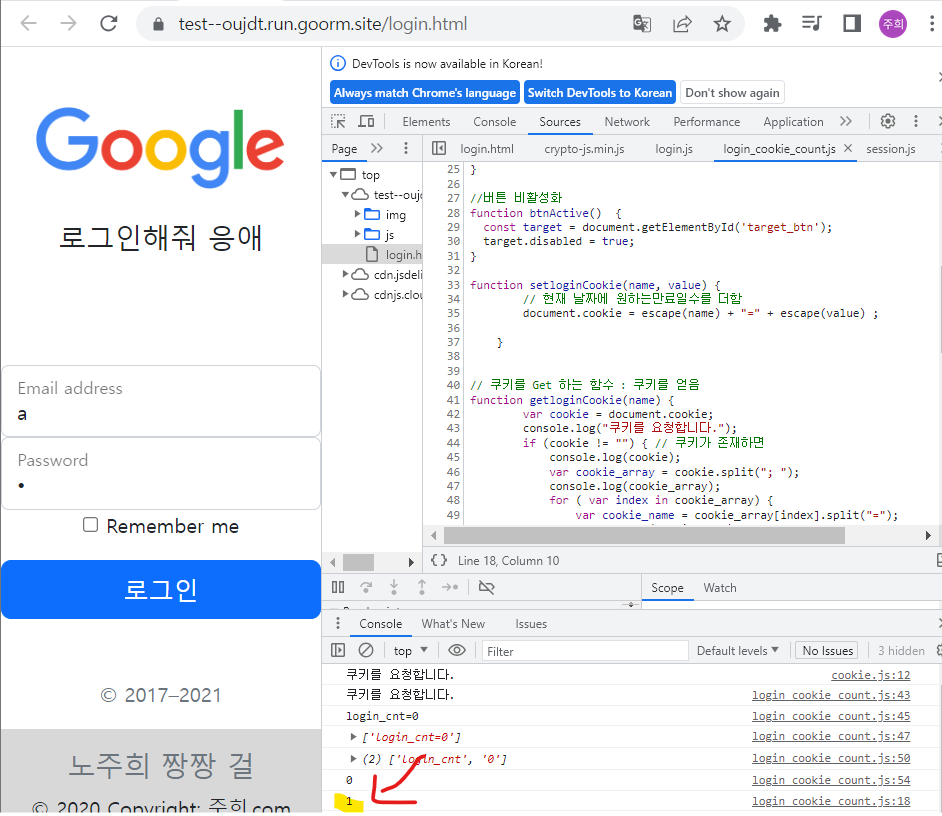 test--oujdt.run.goorm.site/login.html
주희
DevTools is now available in Korean!
Always match Chrome's language
Switch DevTools to Korean
Don't show again
Elements
Console
Sources
Network
Performance
Application
Page
login.html
crypto-js.min.js
login.js
login_cookie_count.js
session.js
top
test--ouj
img
js
login.h
cdn.jsdeli
cdnjs.clou
25 }
26
27 //버튼 비활성화
28 function btnActive()  {
29   const target = document.getElementById('target_btn');
30   target.disabled = true;
31 }
32
33 function setloginCookie(name, value) {
34         // 현재 날짜에 원하는만료일수를 더함
35         document.cookie = escape(name) + "=" + escape(value) ;
36
37     }
38
39
40 // 쿠키를 Get 하는 함수 : 쿠키를 얻음
41 function getloginCookie(name) {
42         var cookie = document.cookie;
43         console.log("쿠키를 요청합니다.");
44         if (cookie != "") { // 쿠키가 존재하면
45             console.log(cookie);
46             var cookie_array = cookie.split("; ");
47             console.log(cookie_array);
48             for ( var index in cookie_array) {
49                 var cookie_name = cookie_array[index].split("=");
{} Line 18, Column 10
Scope
Watch
Console
What's New
Issues
top
Filter
Default levels
No Issues
3 hidden
쿠키를 요청합니다. cookie.js:12
쿠키를 요청합니다. login_cookie_count.js:43
login_cnt=0 login_cookie_count.js:45
['login_cnt=0'] login_cookie_count.js:47
(2) ['login_cnt', '0'] login_cookie_count.js:50
0 login_cookie_count.js:54
1 login_cookie_count.js:18
Google
로그인해줘 응애
Email address
a
Password
•
Remember me
로그인
© 2017–2021
노주희 짱짱 걸
© 2020 Copyright: 주희.com